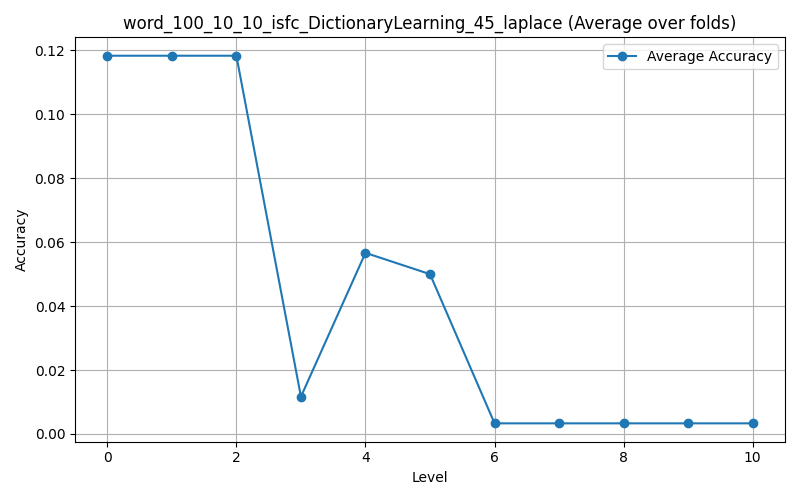 word_100_10_10_isfc_DictionaryLearning_45_laplace (Average over folds)
Average Accuracy
Accuracy
0.12
0.10
0.08
0.06
0.04
0.02
0.00
0 2 4 6 8 10
Level